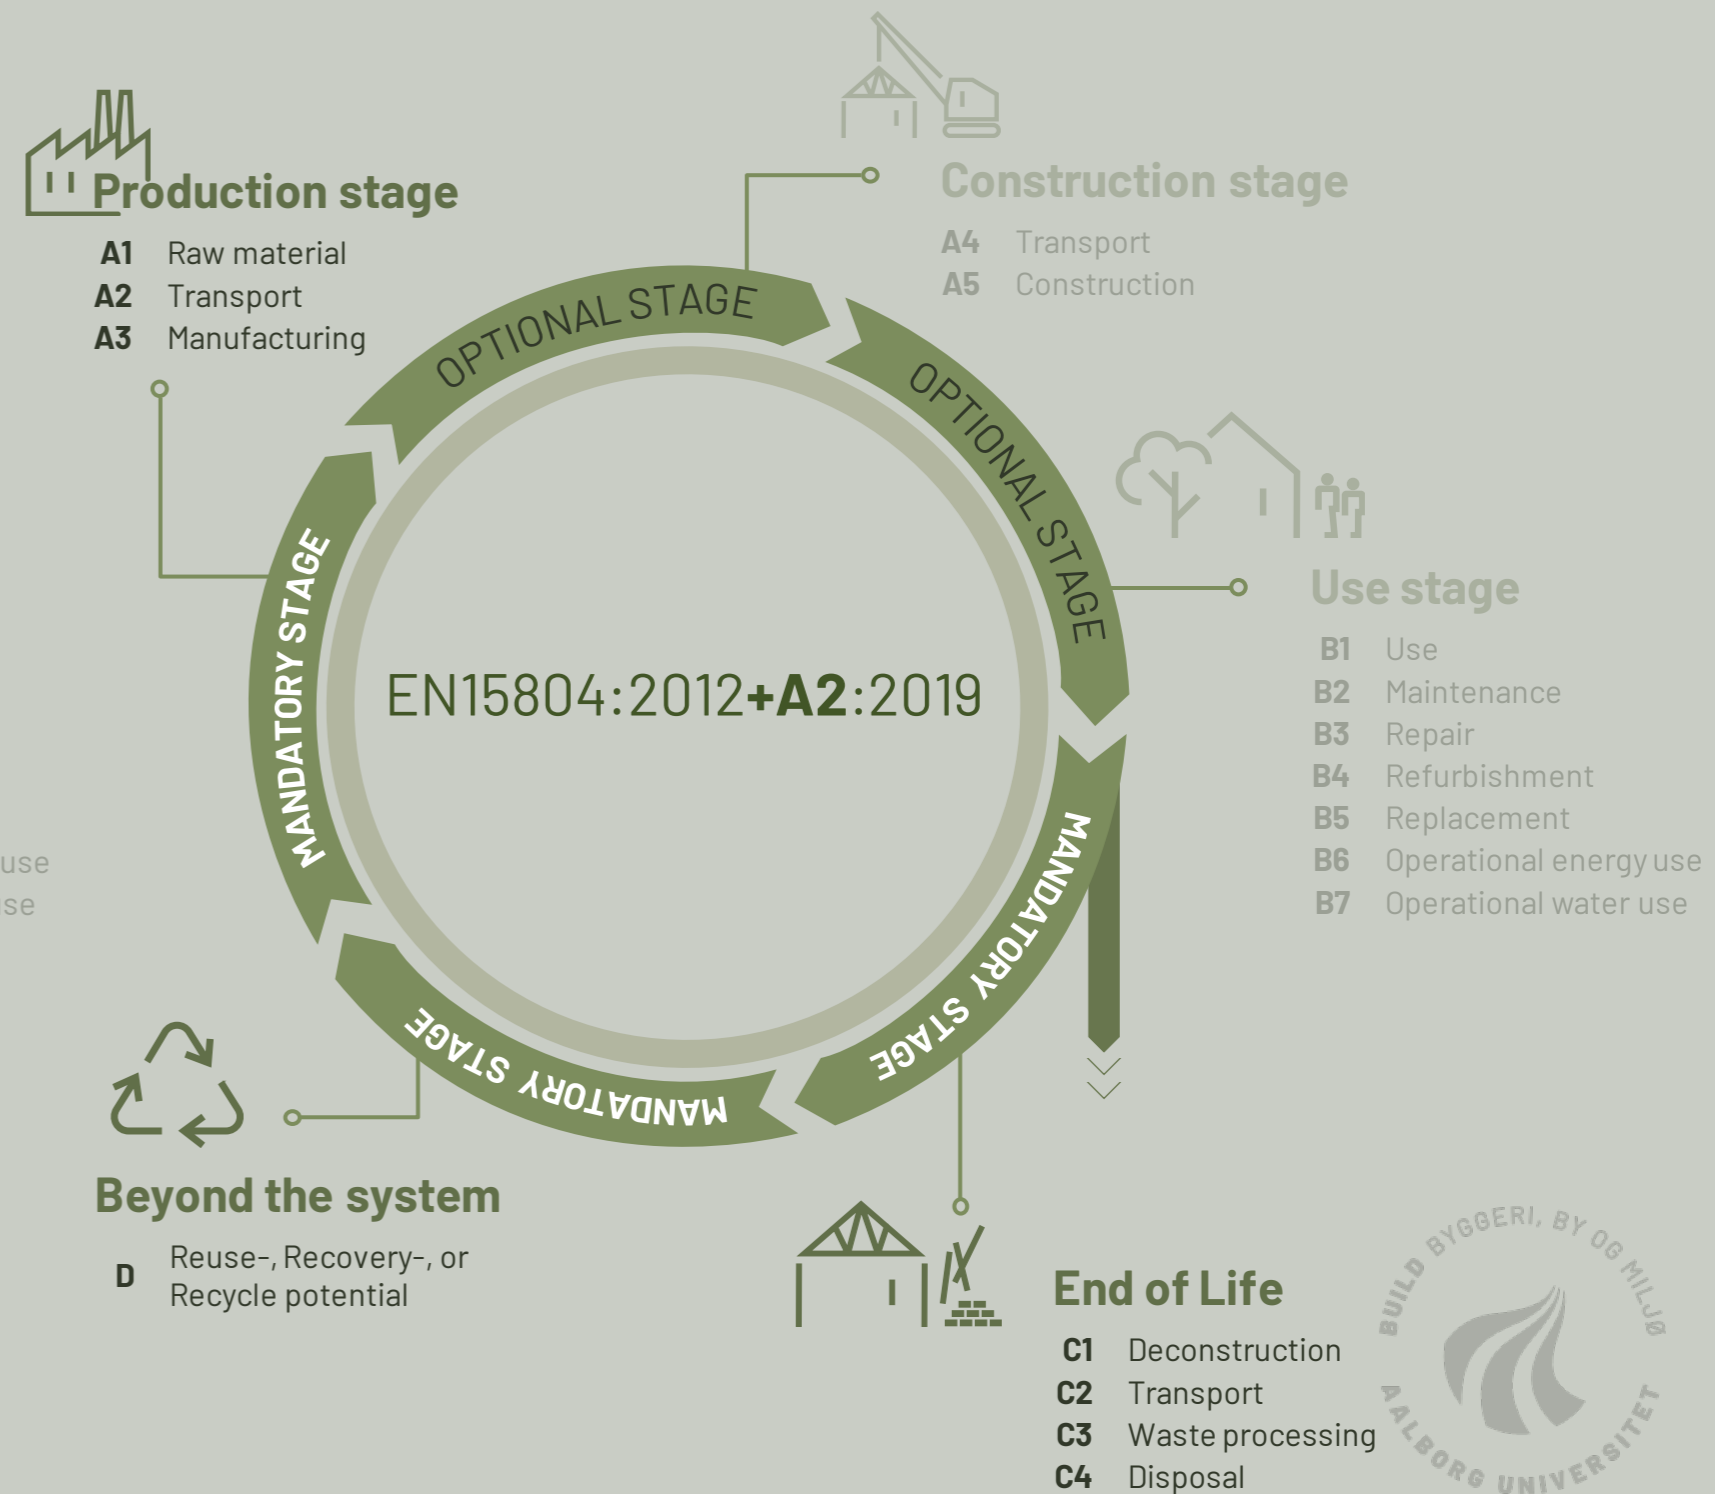 Production stage
A1 Raw material
A2 Transport
A3 Manufacturing
Construction stage
A4 Transport
A5 Construction
OPTIONAL STAGE
OPTIONAL STAGE
Use stage
B1 Use
B2 Maintenance
B3 Repair
B4 Refurbishment
B5 Replacement
B6 Operational energy use
B7 Operational water use
MANDATORY STAGE
EN15804:2012+A2:2019
MANDATORY STAGE
MANDATORY STAGE
use
se
Beyond the system
D Reuse-, Recovery-, or
Recycle potential
End of Life
C1 Deconstruction
C2 Transport
C3 Waste processing
C4 Disposal
BUILD BYGGERI, BY OG MILJØ
AALBORG UNIVERSITET